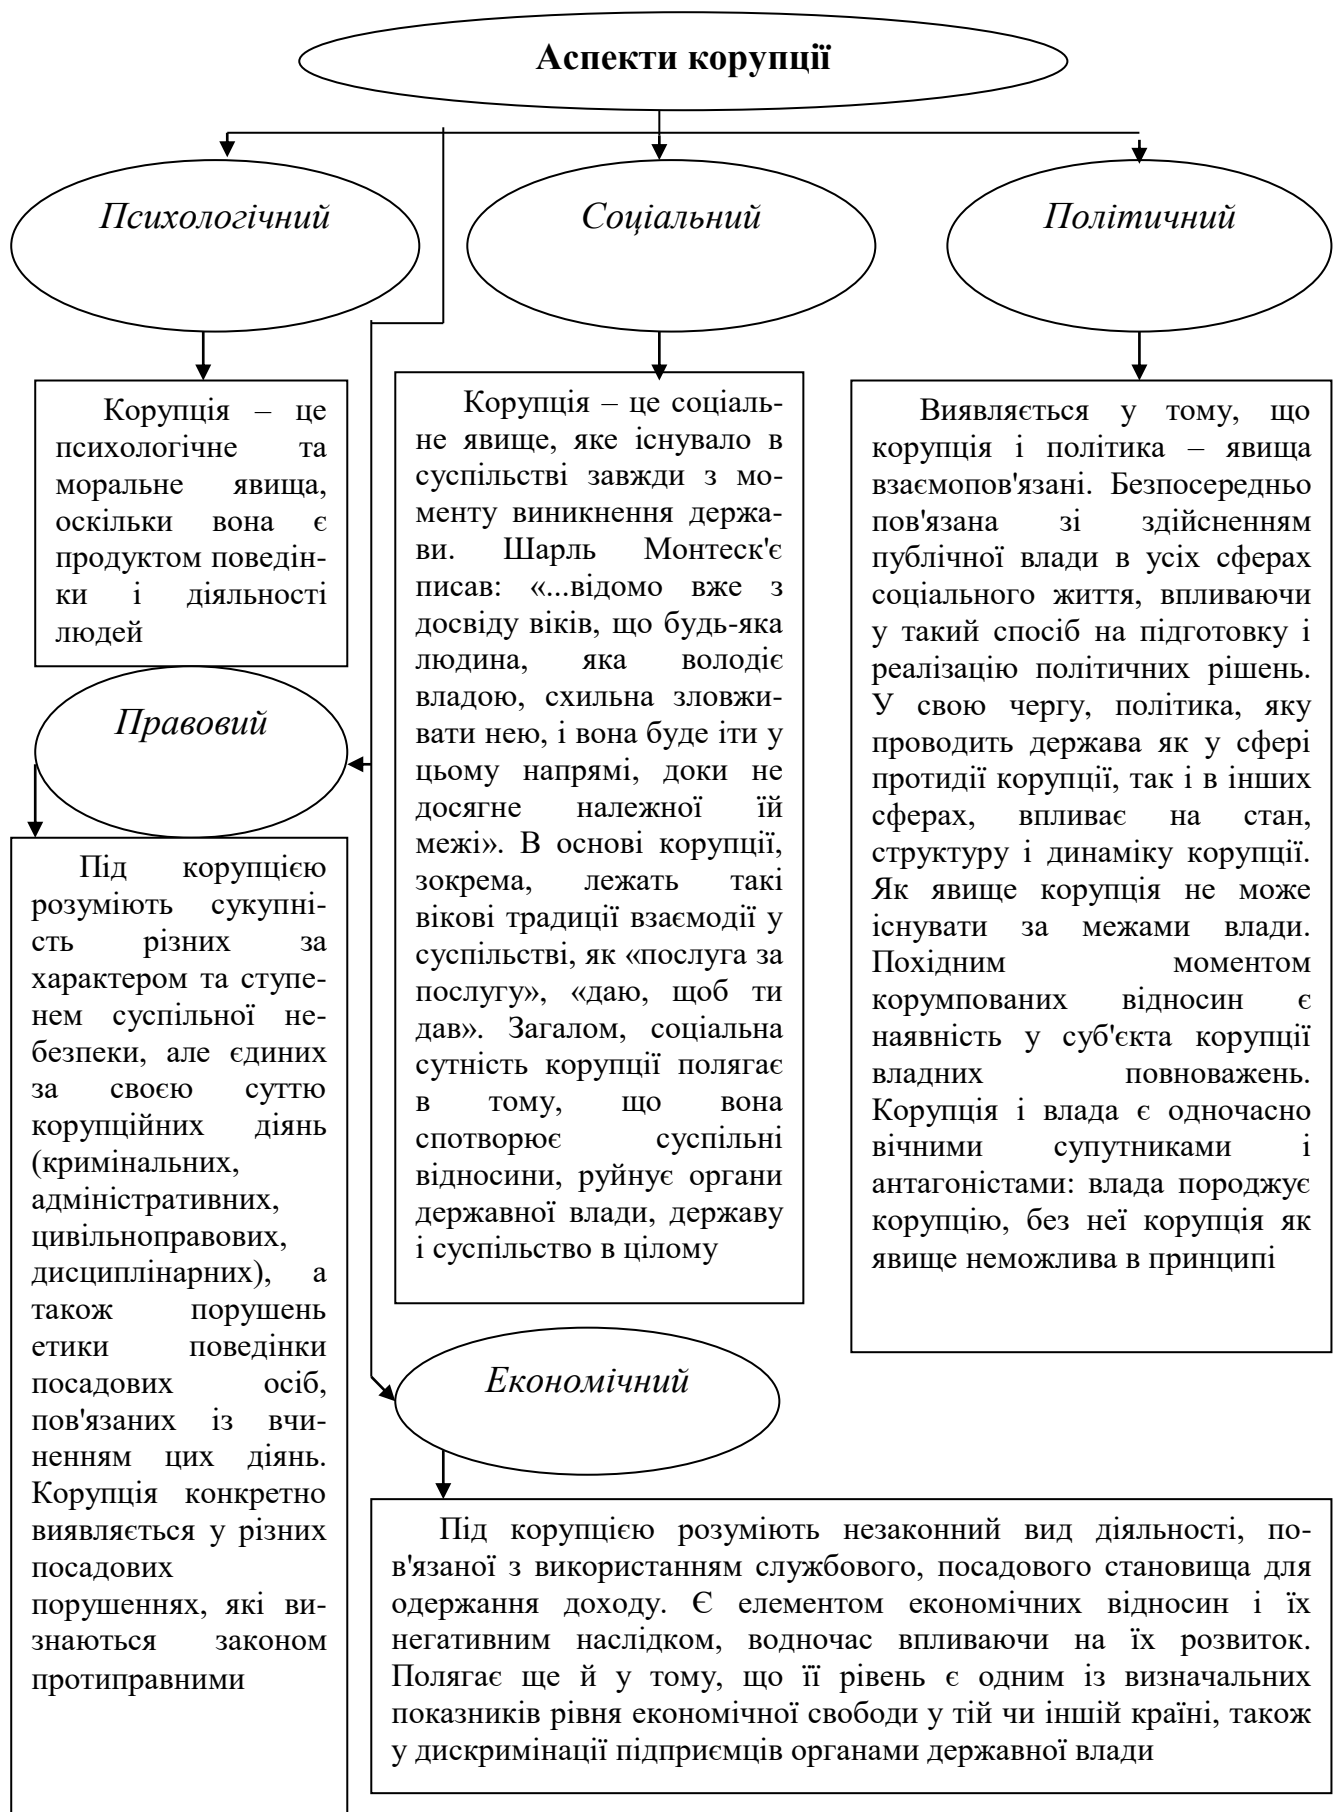 Аспекти корупції
Психологічний
Соціальний
Політичний
Корупція – це
психологічне та
моральне явища,
оскільки вона є
продуктом поведін-
ки і діяльності
людей
Корупція – це соціаль-
не явище, яке існувало в
суспільстві завжди з мо-
менту виникнення держа-
ви. Шарль Монтеск'є
писав: «...відомо вже з
досвіду віків, що будь-яка
людина, яка володіє
владою, схильна зловжи-
вати нею, і вона буде іти у
цьому напрямі, доки не
досягне належної їй
межі». В основі корупції,
зокрема, лежать такі
вікові традиції взаємодії у
суспільстві, як «послуга за
послугу», «даю, щоб ти
дав». Загалом, соціальна
сутність корупції полягає
в тому, що вона
спотворює суспільні
відносини, руйнує органи
державної влади, державу
і суспільство в цілому
Виявляється у тому, що
корупція і політика – явища
взаємопов'язані. Безпосередньо
пов'язана зі здійсненням
публічної влади в усіх сферах
соціального життя, впливаючи
у такий спосіб на підготовку і
реалізацію політичних рішень.
У свою чергу, політика, яку
проводить держава як у сфері
протидії корупції, так і в інших
сферах, впливає на стан,
структуру і динаміку корупції.
Як явище корупція не може
існувати за межами влади.
Похідним моментом
корумпованих відносин є
наявність у суб'єкта корупції
владних повноважень.
Корупція і влада є одночасно
вічними супутниками і
антагоністами: влада породжує
корупцію, без неї корупція як
явище неможлива в принципі
Правовий
Під корупцією
розуміють сукупні-
сть різних за
характером та ступе-
нем суспільної не-
безпеки, але єдиних
за своєю суттю
корупційних діянь
(кримінальних,
адміністративних,
цивільноправових,
дисциплінарних), а
також порушень
етики поведінки
посадових осіб,
пов'язаних із вчи-
ненням цих діянь.
Корупція конкретно
виявляється у різних
посадових
порушеннях, які ви-
знаються законом
протиправними
Економічний
Під корупцією розуміють незаконний вид діяльності, по-
в'язаної з використанням службового, посадового становища для
одержання доходу. Є елементом економічних відносин і їх
негативним наслідком, водночас впливаючи на їх розвиток.
Полягає ще й у тому, що її рівень є одним із визначальних
показників рівня економічної свободи у тій чи іншій країні, також
у дискримінації підприємців органами державної влади